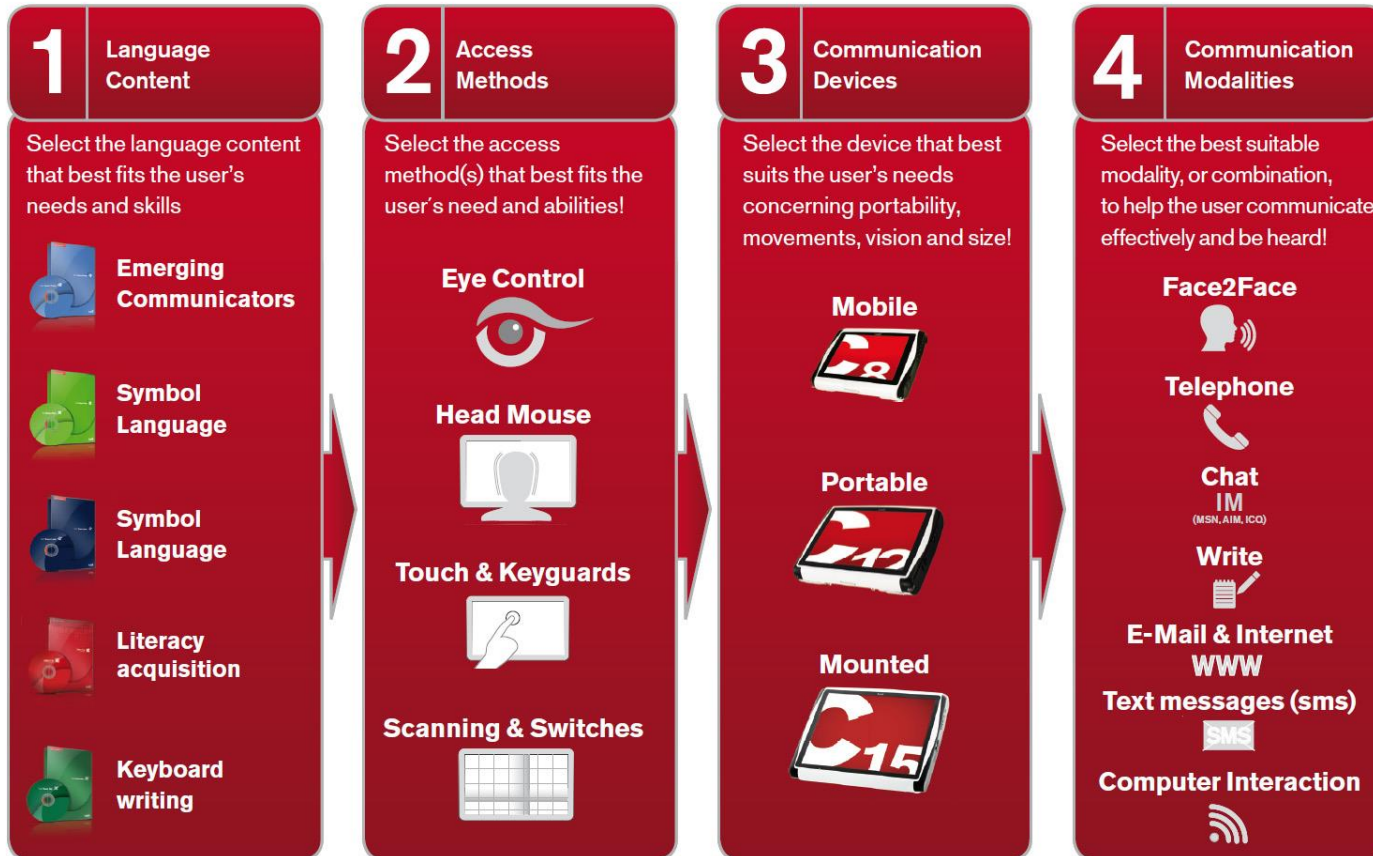 1
Language
Content
Select the language content
that best fits the user's
needs and skills
Emerging
Communicators
Symbol
Language
Symbol
Language
Literacy
acquisition
Keyboard
writing
2
Access
Methods
Select the access
method(s) that best fits the
user´s need and abilities!
Eye Control
Head Mouse
Touch & Keyguards
Scanning & Switches
3
Communication
Devices
Select the device that best
suits the user's needs
concerning portability,
movements, vision and size!
Mobile
C8
Portable
C12
Mounted
C15
4
Communication
Modalities
Select the best suitable
modality, or combination,
to help the user communicate
effectively and be heard!
Face2Face
Telephone
Chat
IM
(MSN, AIM, ICQ)
Write
E-Mail & Internet
WWW
Text messages (sms)
SMS
Computer Interaction